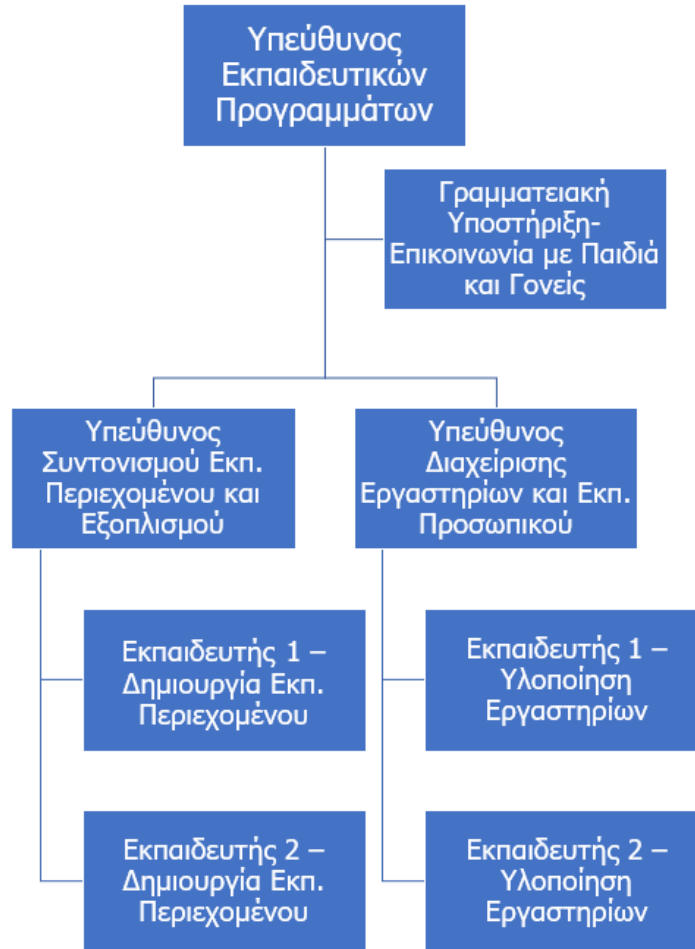 Υπεύθυνος
Εκπαιδευτικών
Προγραμμάτων
Γραμματειακή
Υποστήριξη-
Επικοινωνία με Παιδιά
και Γονείς
Υπεύθυνος
Συντονισμού Εκπ.
Περιεχομένου και
Εξοπλισμού
Υπεύθυνος
Διαχείρισης
Εργαστηρίων και Εκπ.
Προσωπικού
Εκπαιδευτής 1 –
Δημιουργία Εκπ.
Περιεχομένου
Εκπαιδευτής 1 –
Υλοποίηση
Εργαστηρίων
Εκπαιδευτής 2 –
Δημιουργία Εκπ.
Περιεχομένου
Εκπαιδευτής 2 –
Υλοποίηση
Εργαστηρίων